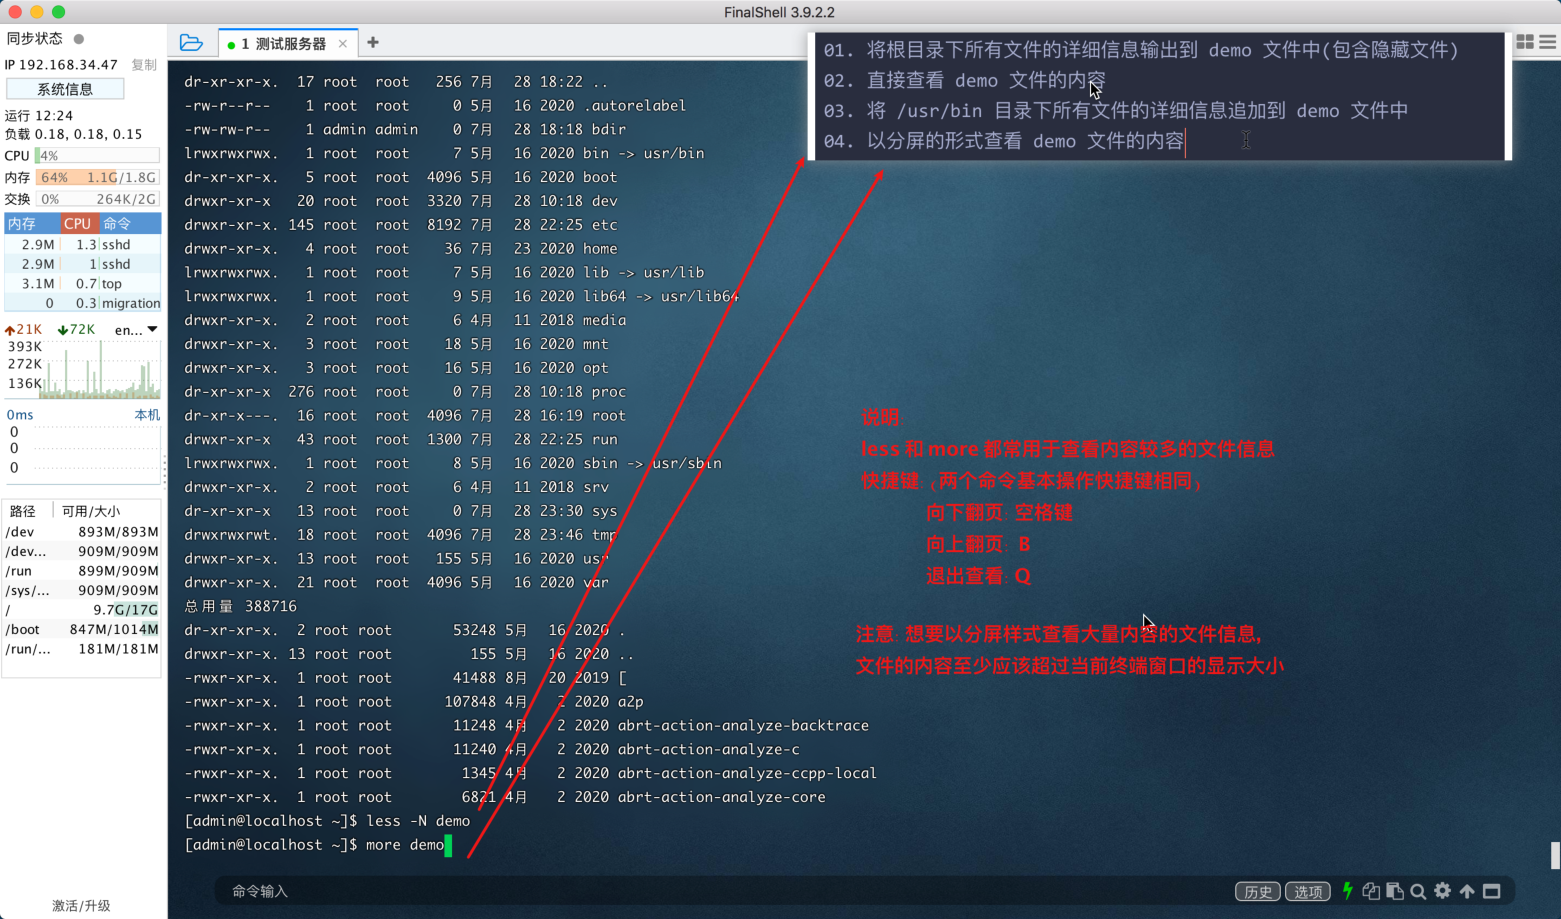 FinalShell 3.9.2.2
同步状态
IP 192.168.34.47 复制
系统信息
运行 12:24
负载 0.18, 0.18, 0.15
CPU 4%
内存 64% 1.1G/1.8G
交换 0% 264K/2G
内存 CPU 命令
2.9M 1.3 sshd
2.9M 1 sshd
3.1M 0.7 top
0 0.3 migration
21K 72K en...
393K
272K
136K
0ms 本机
0
0
0
路径 可用/大小
/dev 893M/893M
/dev... 909M/909M
/run 899M/909M
/sys/... 909M/909M
/ 9.7G/17G
/boot 847M/1014M
/run/... 181M/181M
激活/升级
1 测试服务器 × +
dr-xr-xr-x. 17 root root 256 7月 28 18:22 ..
-rw-r--r-- 1 root root 0 5月 16 2020 .autorelabel
-rw-rw-r-- 1 admin admin 0 7月 28 18:18 bdir
lrwxrwxrwx. 1 root root 7 5月 16 2020 bin -> usr/bin
dr-xr-xr-x. 5 root root 4096 5月 16 2020 boot
drwxr-xr-x 20 root root 3320 7月 28 10:18 dev
drwxr-xr-x. 145 root root 8192 7月 28 22:25 etc
drwxr-xr-x. 4 root root 36 7月 23 2020 home
lrwxrwxrwx. 1 root root 7 5月 16 2020 lib -> usr/lib
lrwxrwxrwx. 1 root root 9 5月 16 2020 lib64 -> usr/lib64
drwxr-xr-x. 2 root root 6 4月 11 2018 media
drwxr-xr-x. 3 root root 18 5月 16 2020 mnt
drwxr-xr-x. 3 root root 16 5月 16 2020 opt
dr-xr-xr-x 276 root root 0 7月 28 10:18 proc
dr-xr-x---. 16 root root 4096 7月 28 16:19 root
drwxr-xr-x 43 root root 1300 7月 28 22:25 run
lrwxrwxrwx. 1 root root 8 5月 16 2020 sbin -> usr/sbin
drwxr-xr-x. 2 root root 6 4月 11 2018 srv
dr-xr-xr-x 13 root root 0 7月 28 23:30 sys
drwxrwxrwt. 18 root root 4096 7月 28 23:46 tmp
drwxr-xr-x. 13 root root 155 5月 16 2020 usr
drwxr-xr-x. 21 root root 4096 5月 16 2020 var
总用量 388716
dr-xr-xr-x. 2 root root 53248 5月 16 2020 .
drwxr-xr-x. 13 root root 155 5月 16 2020 ..
-rwxr-xr-x. 1 root root 41488 8月 20 2019 [
-rwxr-xr-x. 1 root root 107848 4月 2 2020 a2p
-rwxr-xr-x. 1 root root 11248 4月 2 2020 abrt-action-analyze-backtrace
-rwxr-xr-x. 1 root root 11240 4月 2 2020 abrt-action-analyze-c
-rwxr-xr-x. 1 root root 1345 4月 2 2020 abrt-action-analyze-ccpp-local
-rwxr-xr-x. 1 root root 6821 4月 2 2020 abrt-action-analyze-core
[admin@localhost ~]$ less -N demo
[admin@localhost ~]$ more demo
01. 将根目录下所有文件的详细信息输出到 demo 文件中(包含隐藏文件)
02. 直接查看 demo 文件的内容
03. 将 /usr/bin 目录下所有文件的详细信息追加到 demo 文件中
04. 以分屏的形式查看 demo 文件的内容
说明:
less 和 more 都常用于查看内容较多的文件信息
快捷键:(两个命令基本操作快捷键相同)
向下翻页: 空格键
向上翻页: B
退出查看: Q
注意: 想要以分屏样式查看大量内容的文件信息,
文件的内容至少应该超过当前终端窗口的显示大小
命令输入
历史 选项